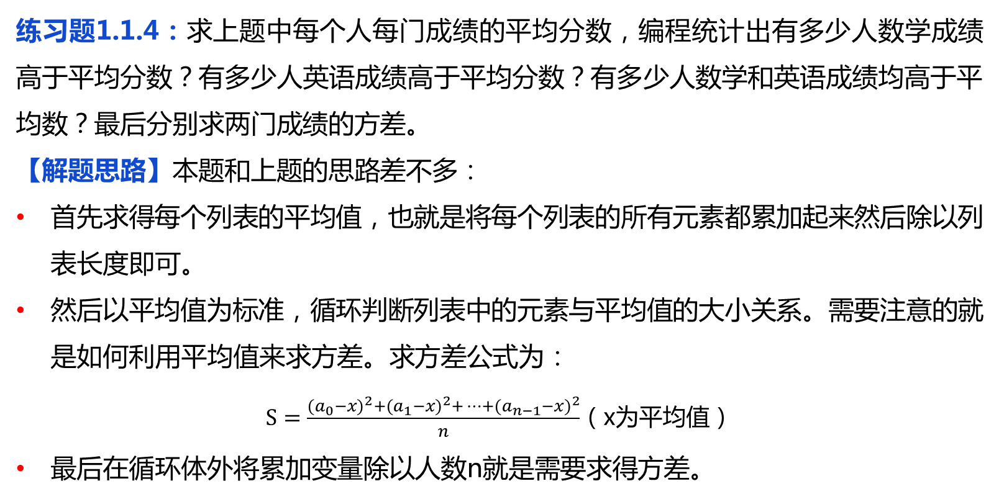 练习题1.1.4：求上题中每个人每门成绩的平均分数，编程统计出有多少人数学成绩
高于平均分数？有多少人英语成绩高于平均分数？有多少人数学和英语成绩均高于平
均数？最后分别求两门成绩的方差。
【解题思路】本题和上题的思路差不多：
• 首先求得每个列表的平均值，也就是将每个列表的所有元素都累加起来然后除以列
表长度即可。
• 然后以平均值为标准，循环判断列表中的元素与平均值的大小关系。需要注意的就
是如何利用平均值来求方差。求方差公式为：
S = \frac{(a_0-x)^2+(a_1-x)^2+\cdots+(a_{n-1}-x)^2}{n}（x为平均值）
• 最后在循环体外将累加变量除以人数n就是需要求得方差。